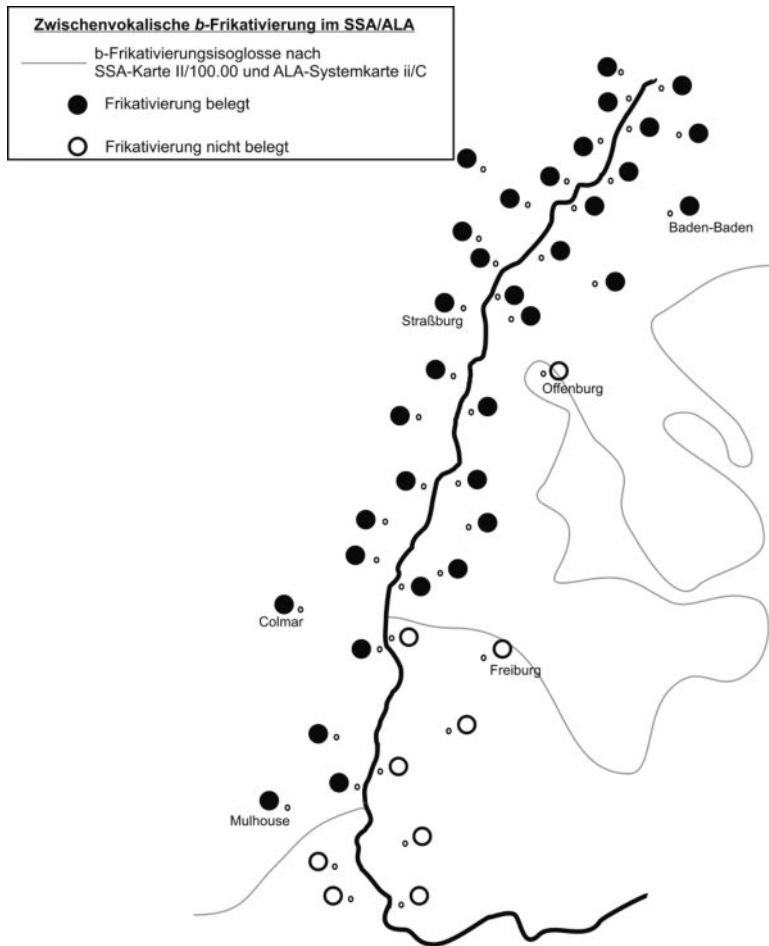 Zwischenvokalische b-Frikativierung im SSA/ALA
b-Frikativierungsisoglosse nach
SSA-Karte II/100.00 und ALA-Systemkarte ii/C
Frikativierung belegt
Frikativierung nicht belegt
Baden-Baden
Straßburg
Offenburg
Colmar
Freiburg
Mulhouse